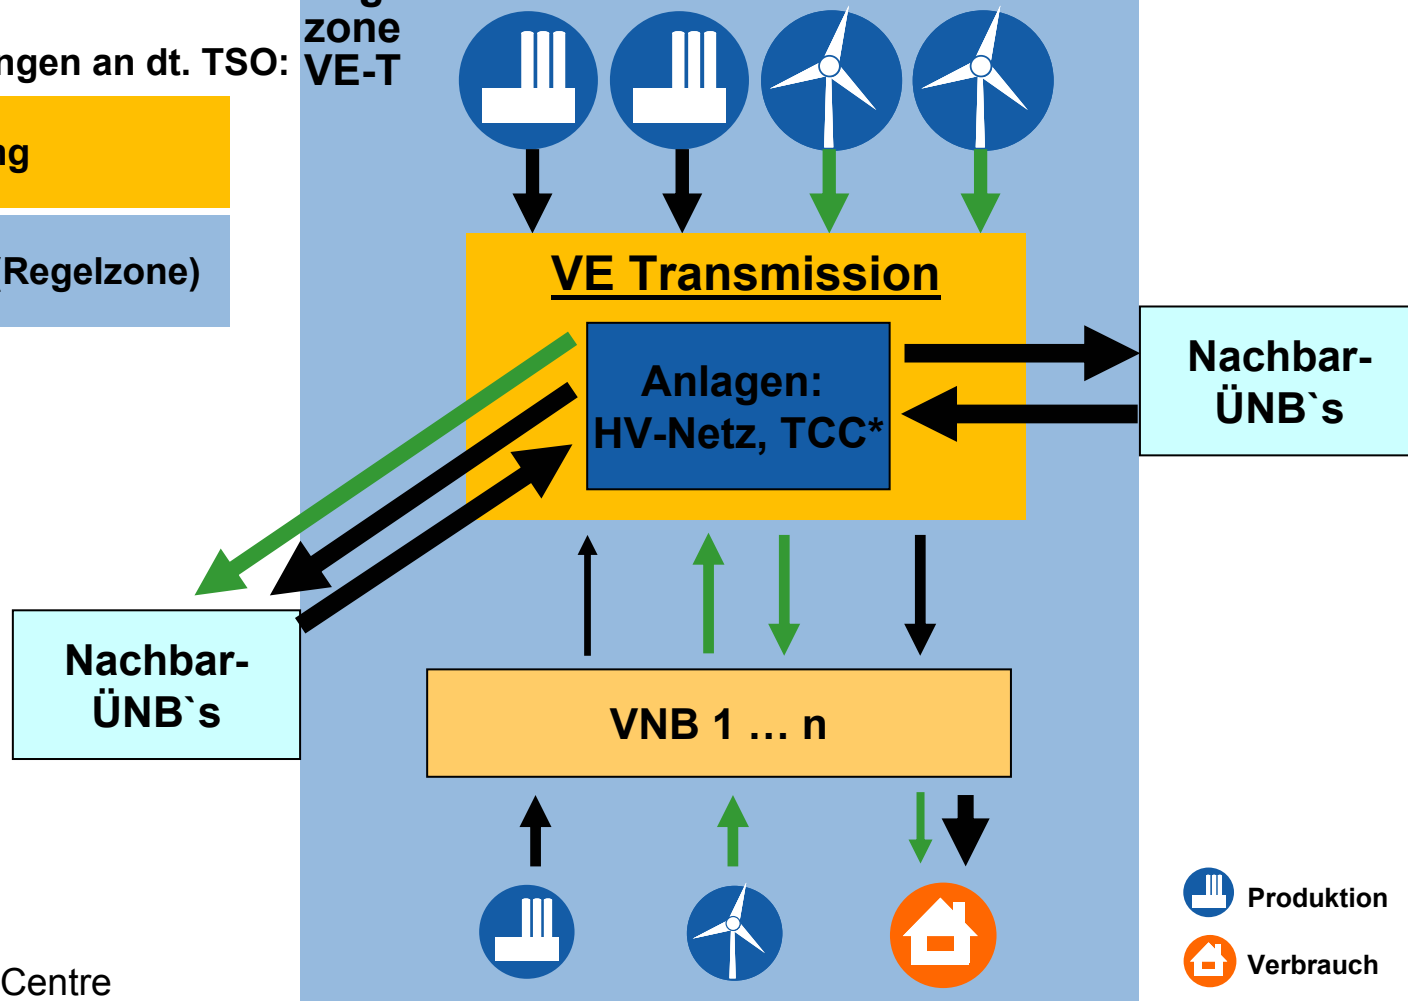 zone
ngen an dt. TSO:
VE-T
ng
(Regelzone)
VE Transmission
Anlagen:
HV-Netz, TCC*
Nachbar-
ÜNB`s
Nachbar-
ÜNB`s
VNB 1 … n
Produktion
Verbrauch
Centre